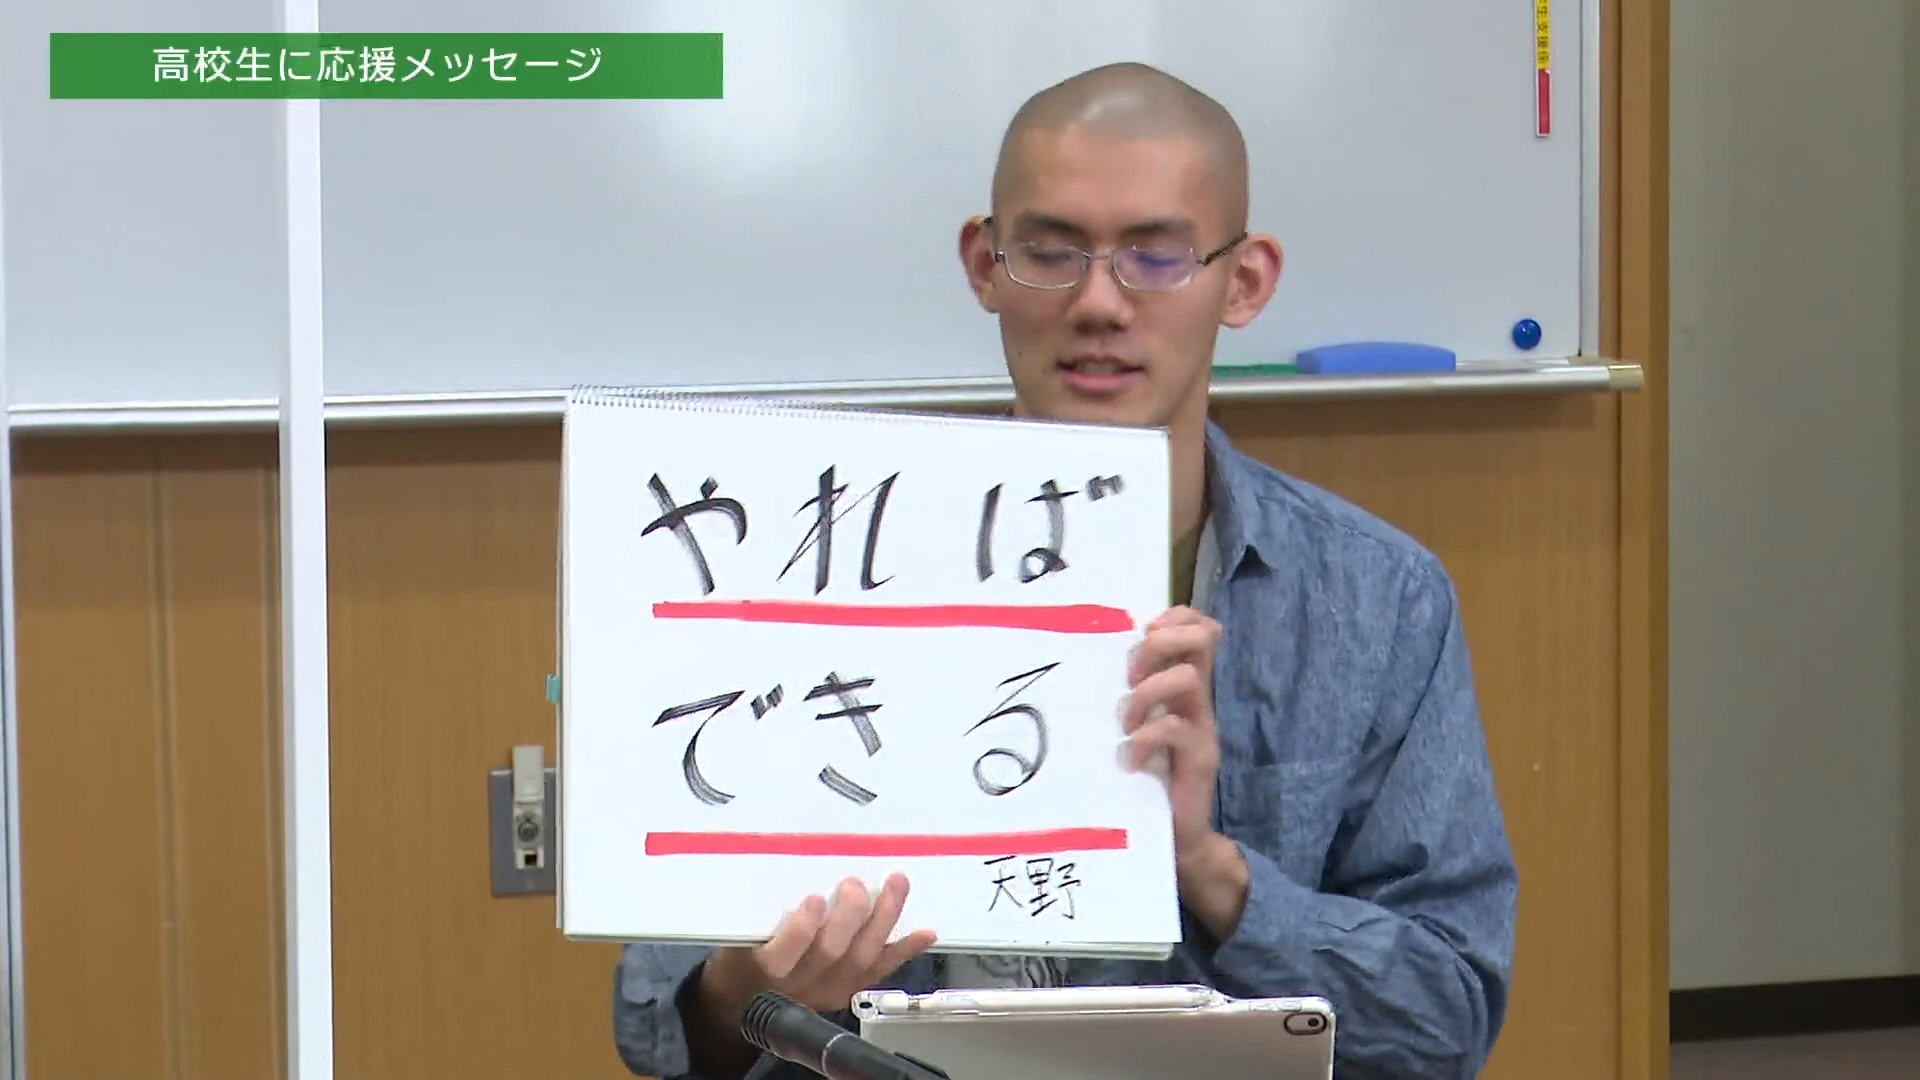 高校生に応援メッセージ
やれば
できる
天野